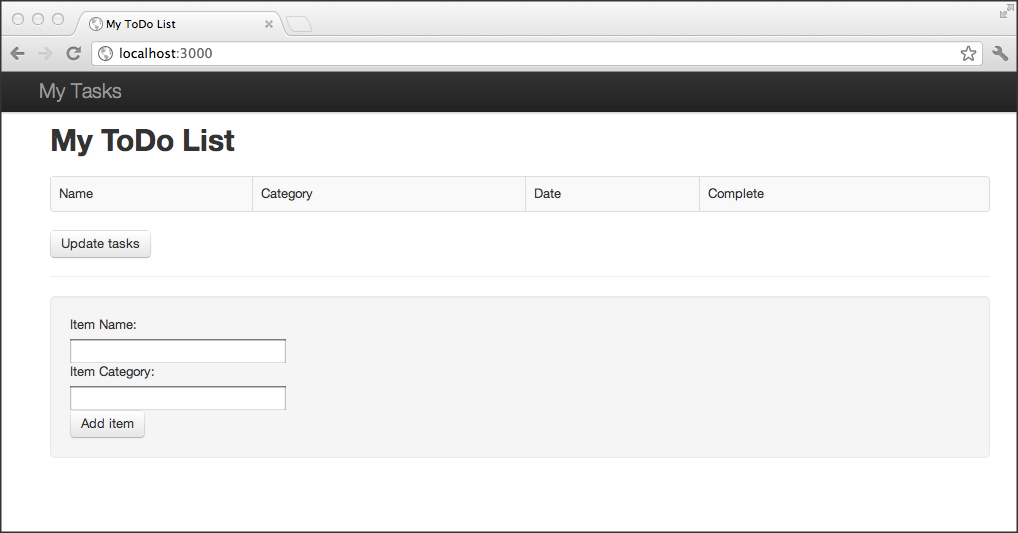 My ToDo List
localhost:3000
My Tasks
My ToDo List
Name Category Date Complete
Update tasks
Item Name:
Item Category:
Add item